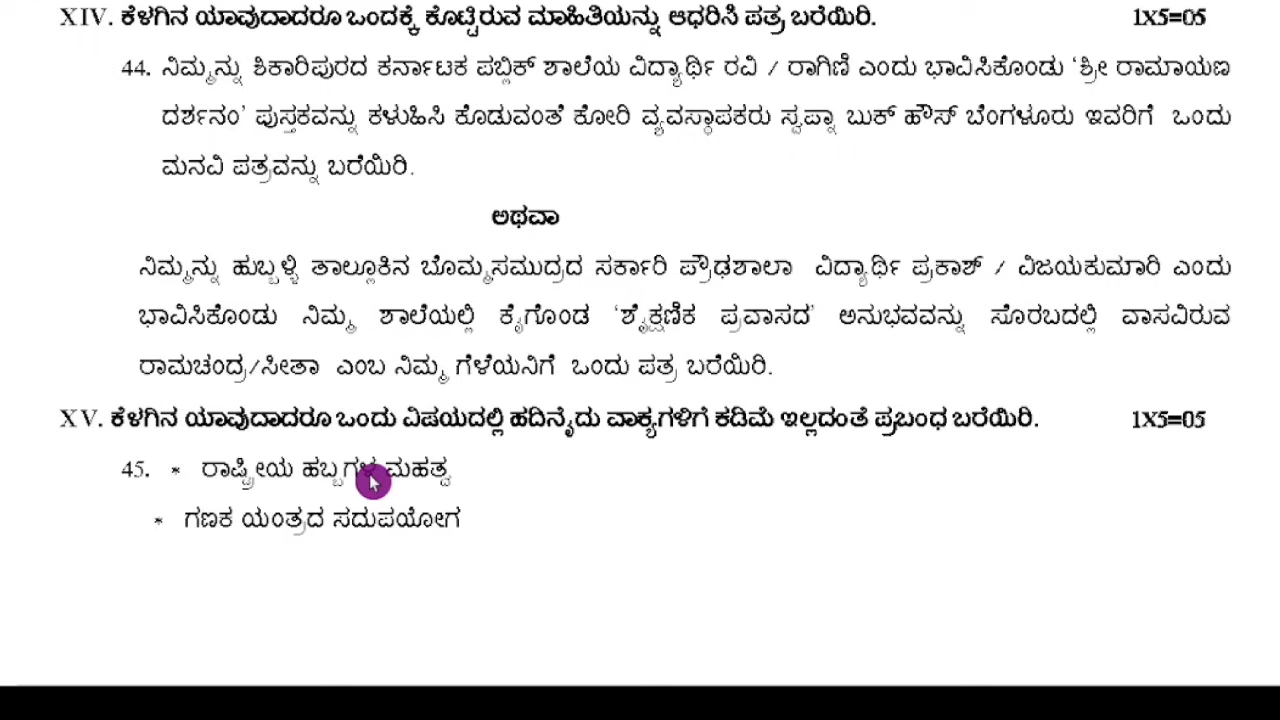 XIV. ಕೆಳಗಿನ ಯಾವುದಾದರೂ ಒಂದಕ್ಕೆ ಕೊಟ್ಟಿರುವ ಮಾಹಿತಿಯನ್ನು ಆಧರಿಸಿ ಪತ್ರ ಬರೆಯಿರಿ. 1X5=05
44. ನಿಮ್ಮನ್ನು ಶಿಕಾರಿಪುರದ ಕರ್ನಾಟಕ ಪಬ್ಲಿಕ್ ಶಾಲೆಯ ವಿದ್ಯಾರ್ಥಿ ರವಿ / ರಾಗಿಣಿ ಎಂದು ಭಾವಿಸಿಕೊಂಡು 'ಶ್ರೀ ರಾಮಾಯಣ
ದರ್ಶನಂ' ಪುಸ್ತಕವನ್ನು ಕಳುಹಿಸಿ ಕೊಡುವಂತೆ ಕೋರಿ ವ್ಯವಸ್ಥಾಪಕರು ಸ್ವಪ್ನಾ ಬುಕ್ ಹೌಸ್ ಬೆಂಗಳೂರು ಇವರಿಗೆ ಒಂದು
ಮನವಿ ಪತ್ರವನ್ನು ಬರೆಯಿರಿ.
ಅಥವಾ
ನಿಮ್ಮನ್ನು ಹುಬ್ಬಳ್ಳಿ ತಾಲ್ಲೂಕಿನ ಬೊಮ್ಮಸಮುದ್ರದ ಸರ್ಕಾರಿ ಪ್ರೌಢಶಾಲಾ ವಿದ್ಯಾರ್ಥಿ ಪ್ರಕಾಶ್ / ವಿಜಯಕುಮಾರಿ ಎಂದು
ಭಾವಿಸಿಕೊಂಡು ನಿಮ್ಮ ಶಾಲೆಯಲ್ಲಿ ಕೈಗೊಂಡ 'ಶೈಕ್ಷಣಿಕ ಪ್ರವಾಸದ' ಅನುಭವವನ್ನು ಸೊರಬದಲ್ಲಿ ವಾಸವಿರುವ
ರಾಮಚಂದ್ರ/ಸೀತಾ ಎಂಬ ನಿಮ್ಮ ಗೆಳೆಯನಿಗೆ ಒಂದು ಪತ್ರ ಬರೆಯಿರಿ.
XV. ಕೆಳಗಿನ ಯಾವುದಾದರೂ ಒಂದು ವಿಷಯದಲ್ಲಿ ಹದಿನೈದು ವಾಕ್ಯಗಳಿಗೆ ಕಡಿಮೆ ಇಲ್ಲದಂತೆ ಪ್ರಬಂಧ ಬರೆಯಿರಿ. 1X5=05
45. * ರಾಷ್ಟ್ರೀಯ ಹಬ್ಬಗಳ ಮಹತ್ವ
* ಗಣಕ ಯಂತ್ರದ ಸದುಪಯೋಗ